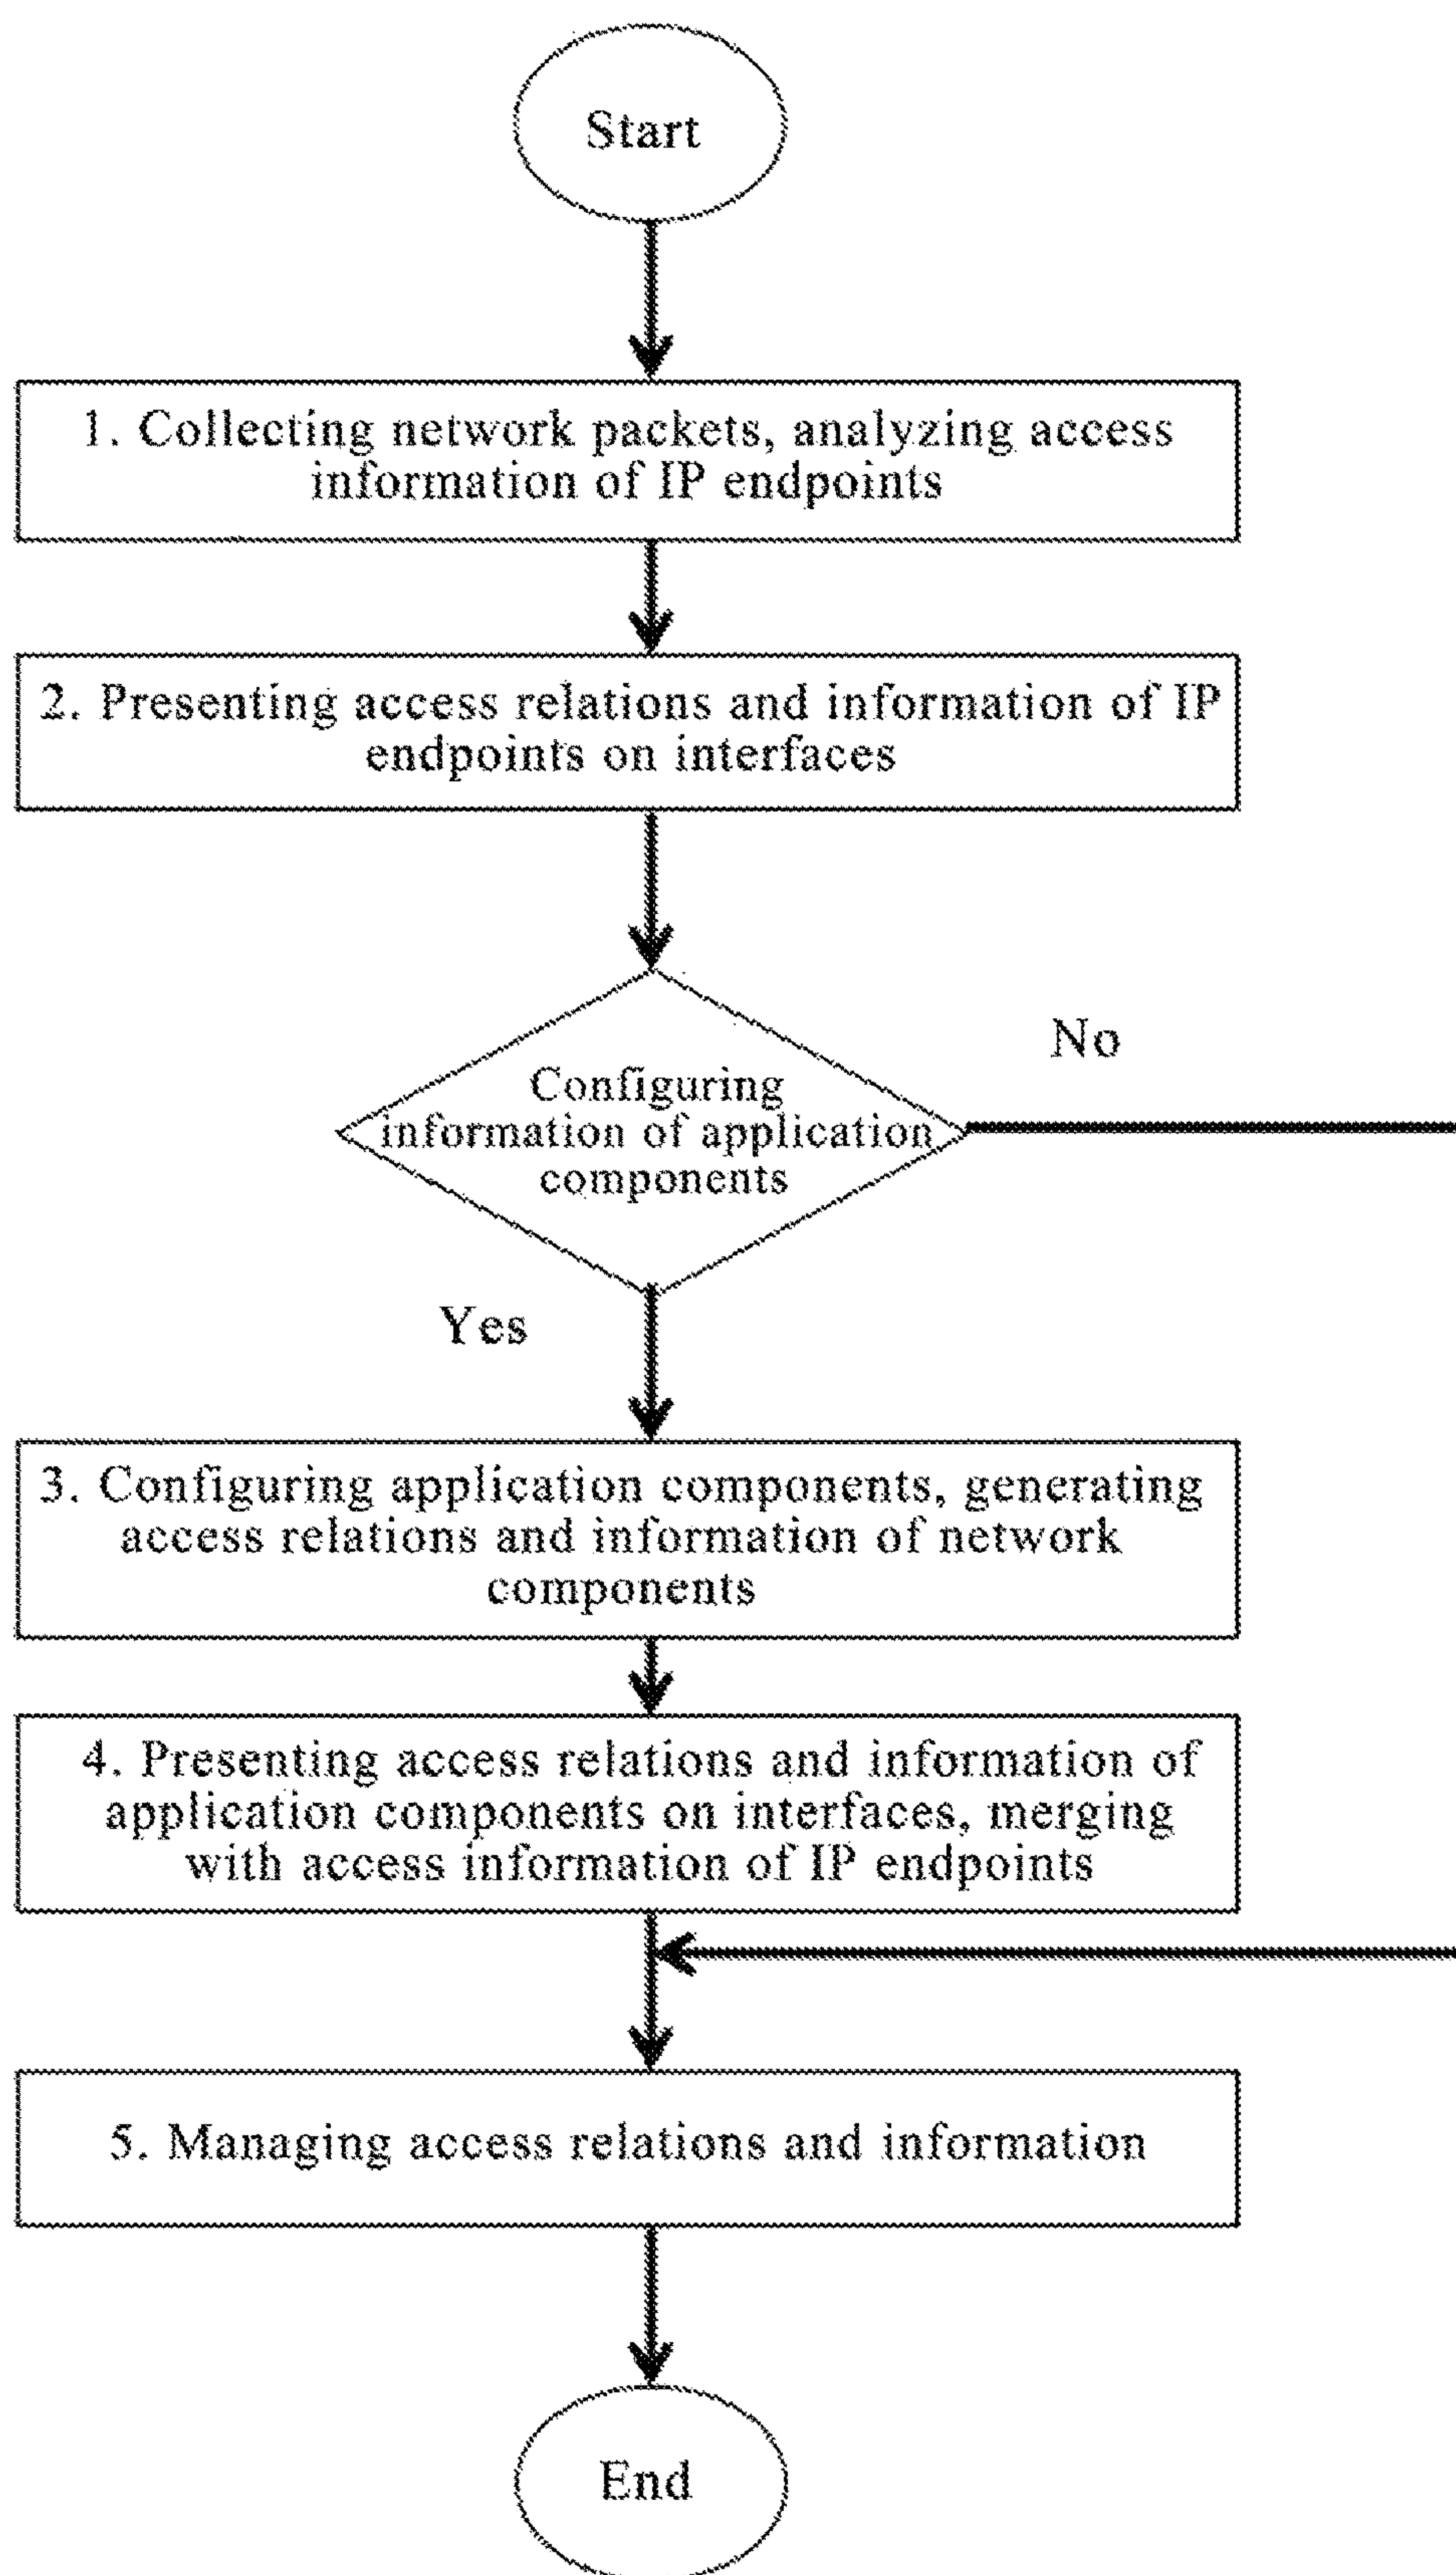 Start
1. Collecting network packets, analyzing access
information of IP endpoints
2. Presenting access relations and information of IP
endpoints on interfaces
No
Configuring
information of application
components
Yes
3. Configuring application components, generating
access relations and information of network
components
4. Presenting access relations and information of
application components on interfaces, merging
with access information of IP endpoints
5. Managing access relations and information
End